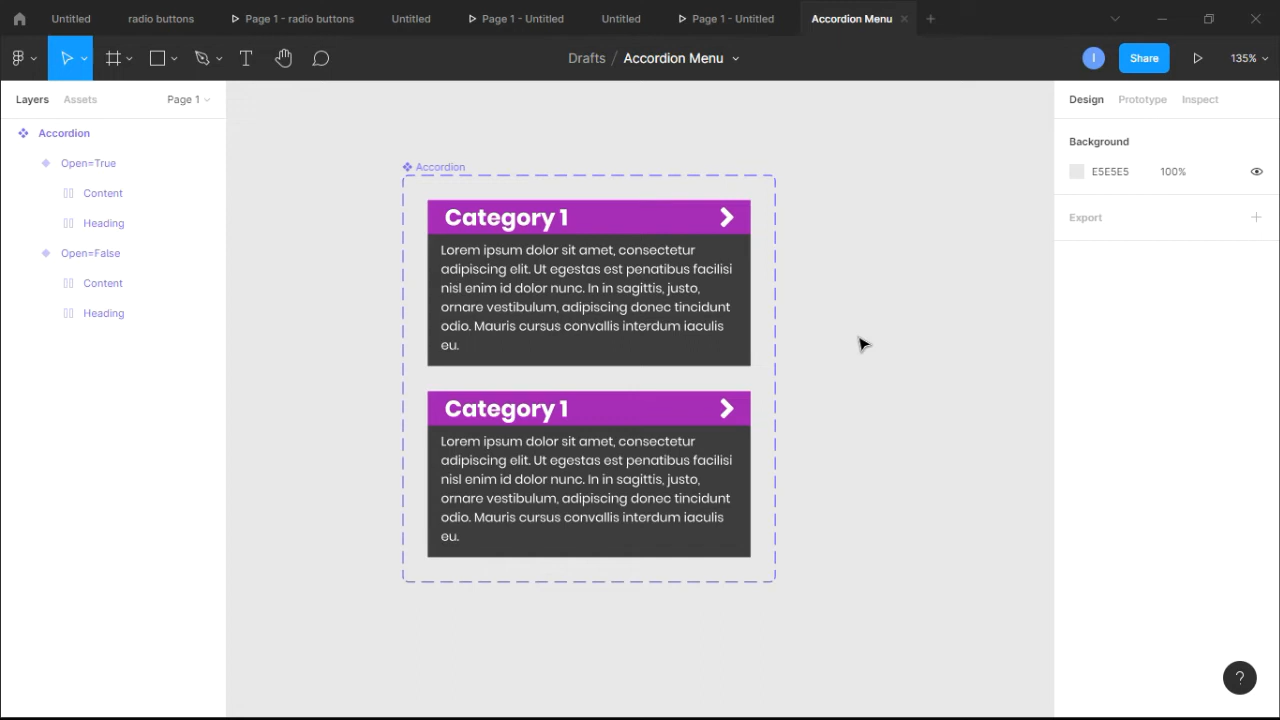 Untitled
radio buttons
Page 1 - radio buttons
Untitled
Page 1 - Untitled
Untitled
Page 1 - Untitled
Accordion Menu
T
Drafts / Accordion Menu
I
Share
135%
Layers
Assets
Page 1
Accordion
Open=True
Content
Heading
Open=False
Content
Heading
Accordion
Category 1
Lorem ipsum dolor sit amet, consectetur
adipiscing elit. Ut egestas est penatibus facilisi
nisl enim id dolor nunc. In in sagittis, justo,
ornare vestibulum, adipiscing donec tincidunt
odio. Mauris cursus convallis interdum iaculis
eu.
Category 1
Lorem ipsum dolor sit amet, consectetur
adipiscing elit. Ut egestas est penatibus facilisi
nisl enim id dolor nunc. In in sagittis, justo,
ornare vestibulum, adipiscing donec tincidunt
odio. Mauris cursus convallis interdum iaculis
eu.
Design
Prototype
Inspect
Background
E5E5E5
100%
Export
?